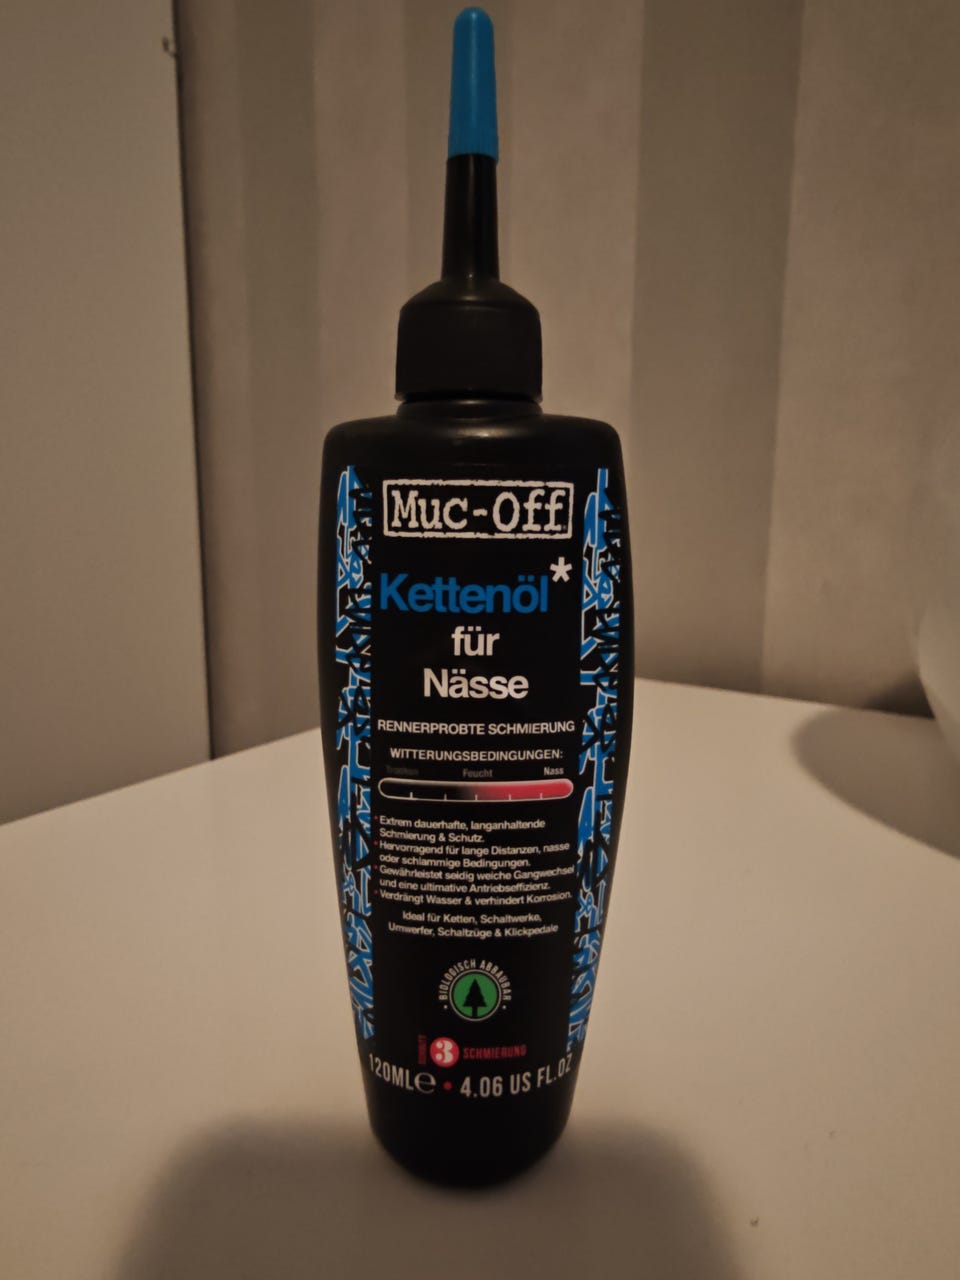 Muc-Off
Kettenöl*
für
Nässe
RENNERPROBTE SCHMIERUNG
WITTERUNGSBEDINGUNGEN:
Trocken Feucht Nass
• Extrem dauerhafte, langanhaltende
Schmierung & Schutz.
• Hervorragend für lange Distanzen, nasse
oder schlammige Bedingungen.
• Gewährleistet seidig weiche Gangwechsel
und eine ultimative Antriebseffizienz.
• Verdrängt Wasser & verhindert Korrosion.
Ideal für Ketten, Schaltwerke,
Umwerfer, Schaltzüge & Klickpedale
• BIOLOGISCH ABBAUBAR •
SCHRITT 3 SCHMIERUNG
120ML℮ • 4.06 US FL.OZ